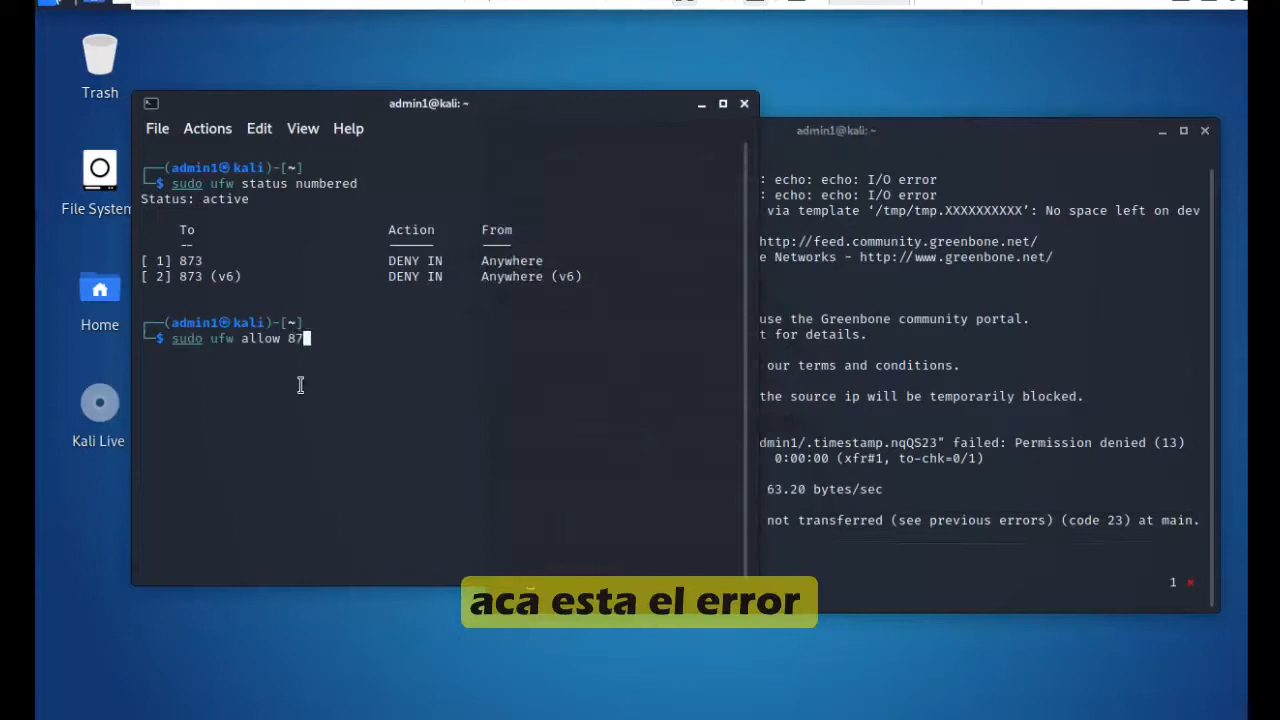 Trash
File System
Home
Kali Live
admin1@kali: ~
File Actions Edit View Help
┌──(admin1㉿kali)-[~]
└─$ sudo ufw status numbered
Status: active
To Action From
-- ------ ----
[ 1] 873 DENY IN Anywhere
[ 2] 873 (v6) DENY IN Anywhere (v6)
┌──(admin1㉿kali)-[~]
└─$ sudo ufw allow 87
admin1@kali: ~
: echo: echo: I/O error
: echo: echo: I/O error
via template ‘/tmp/tmp.XXXXXXXXXX’: No space left on dev
http://feed.community.greenbone.net/
e Networks - http://www.greenbone.net/
use the Greenbone community portal.
t for details.
our terms and conditions.
the source ip will be temporarily blocked.
dmin1/.timestamp.nqQS23" failed: Permission denied (13)
0:00:00 (xfr#1, to-chk=0/1)
63.20 bytes/sec
not transferred (see previous errors) (code 23) at main.
1 ×
aca esta el error